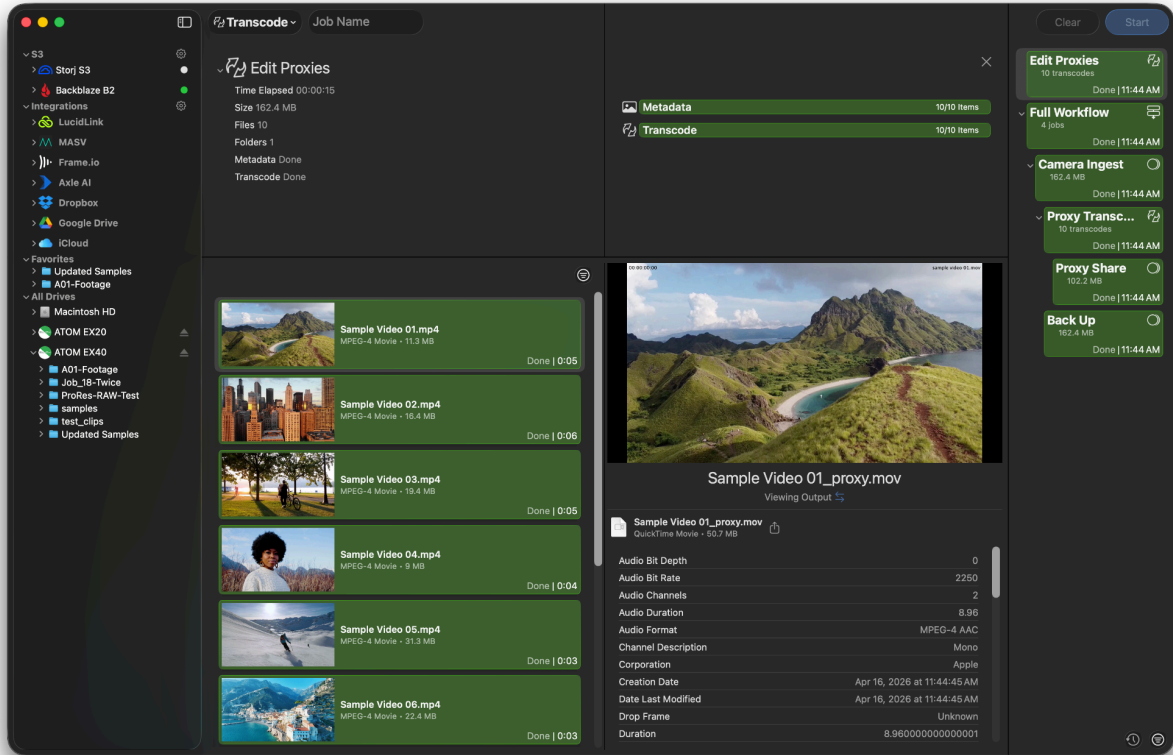 Transcode
Job Name
Clear
Start
S3
Storj S3
Backblaze B2
Integrations
LucidLink
MASV
Frame.io
Axle AI
Dropbox
Google Drive
iCloud
Favorites
Updated Samples
A01-Footage
All Drives
Macintosh HD
ATOM EX20
ATOM EX40
A01-Footage
Job_18-Twice
ProRes-RAW-Test
samples
test_clips
Updated Samples
Edit Proxies
Time Elapsed 00:00:15
Size 162.4 MB
Files 10
Folders 1
Metadata Done
Transcode Done
Metadata 10/10 Items
Transcode 10/10 Items
Sample Video 01.mp4
MPEG-4 Movie • 11.3 MB
Done | 0:05
Sample Video 02.mp4
MPEG-4 Movie • 16.4 MB
Done | 0:06
Sample Video 03.mp4
MPEG-4 Movie • 19.4 MB
Done | 0:05
Sample Video 04.mp4
MPEG-4 Movie • 9 MB
Done | 0:04
Sample Video 05.mp4
MPEG-4 Movie • 31.3 MB
Done | 0:03
Sample Video 06.mp4
MPEG-4 Movie • 22.4 MB
Done | 0:03
00:00:00:00 sample video 01.mov
Sample Video 01_proxy.mov
Viewing Output
Sample Video 01_proxy.mov
QuickTime Movie • 50.7 MB
Audio Bit Depth 0
Audio Bit Rate 2250
Audio Channels 2
Audio Duration 8.96
Audio Format MPEG-4 AAC
Channel Description Mono
Corporation Apple
Creation Date Apr 16, 2026 at 11:44:45 AM
Date Last Modified Apr 16, 2026 at 11:44:45 AM
Drop Frame Unknown
Duration 8.960000000000001
Edit Proxies
10 transcodes
Done | 11:44 AM
Full Workflow
4 jobs
Done | 11:44 AM
Camera Ingest
162.4 MB
Done | 11:44 AM
Proxy Transc...
10 transcodes
Done | 11:44 AM
Proxy Share
102.2 MB
Done | 11:44 AM
Back Up
162.4 MB
Done | 11:44 AM